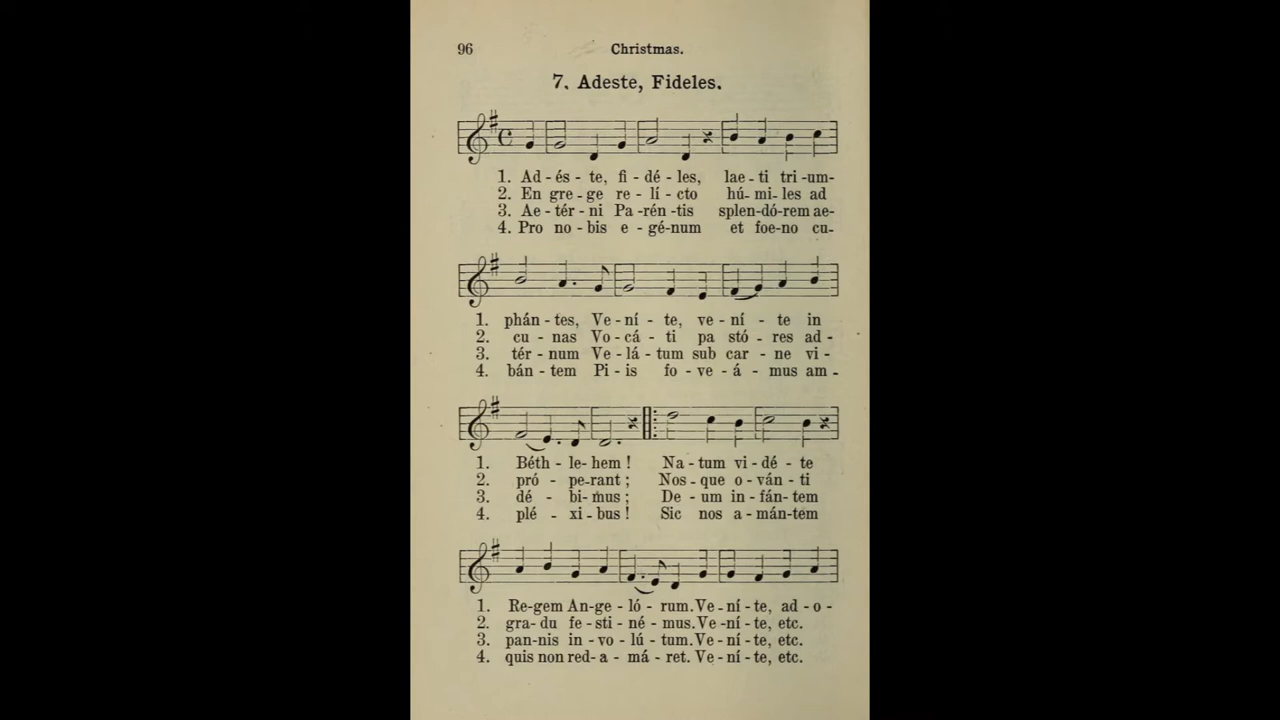 96 Christmas.
7. Adeste, Fideles.
1. Ad - és - te, fi - dé - les, lae - ti tri - um-
2. En gre - ge re - lí - cto hú - mi - les ad
3. Ae - tér - ni Pa - rén - tis splen - dó - rem ae-
4. Pro no - bis e - gé - num et foe - no cu-
1. phán - tes, Ve - ní - te, ve - ní - te in
2. cu - nas Vo - cá - ti pa stó - res ad -
3. tér - num Ve - lá - tum sub car - ne vi -
4. bán - tem Pi - is fo - ve - á - mus am -
1. Béth - le - hem ! Na - tum vi - dé - te
2. pró - pe - rant ; Nos - que o - ván - ti
3. dé - bi - mus ; De - um in - fán - tem
4. plé - xi - bus ! Sic nos a - mán - tem
1. Re - gem An - ge - ló - rum. Ve - ní - te, ad - o -
2. gra - du fe - sti - né - mus. Ve - ní - te, etc.
3. pan - nis in - vo - lú - tum. Ve - ní - te, etc.
4. quis non red - a - má - ret. Ve - ní - te, etc.